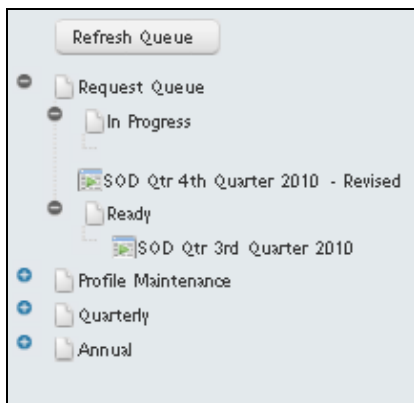 Refresh Queue
Request Queue
In Progress
SOD Qtr 4th Quarter 2010 - Revised
Ready
SOD Qtr 3rd Quarter 2010
Profile Maintenance
Quarterly
Annual